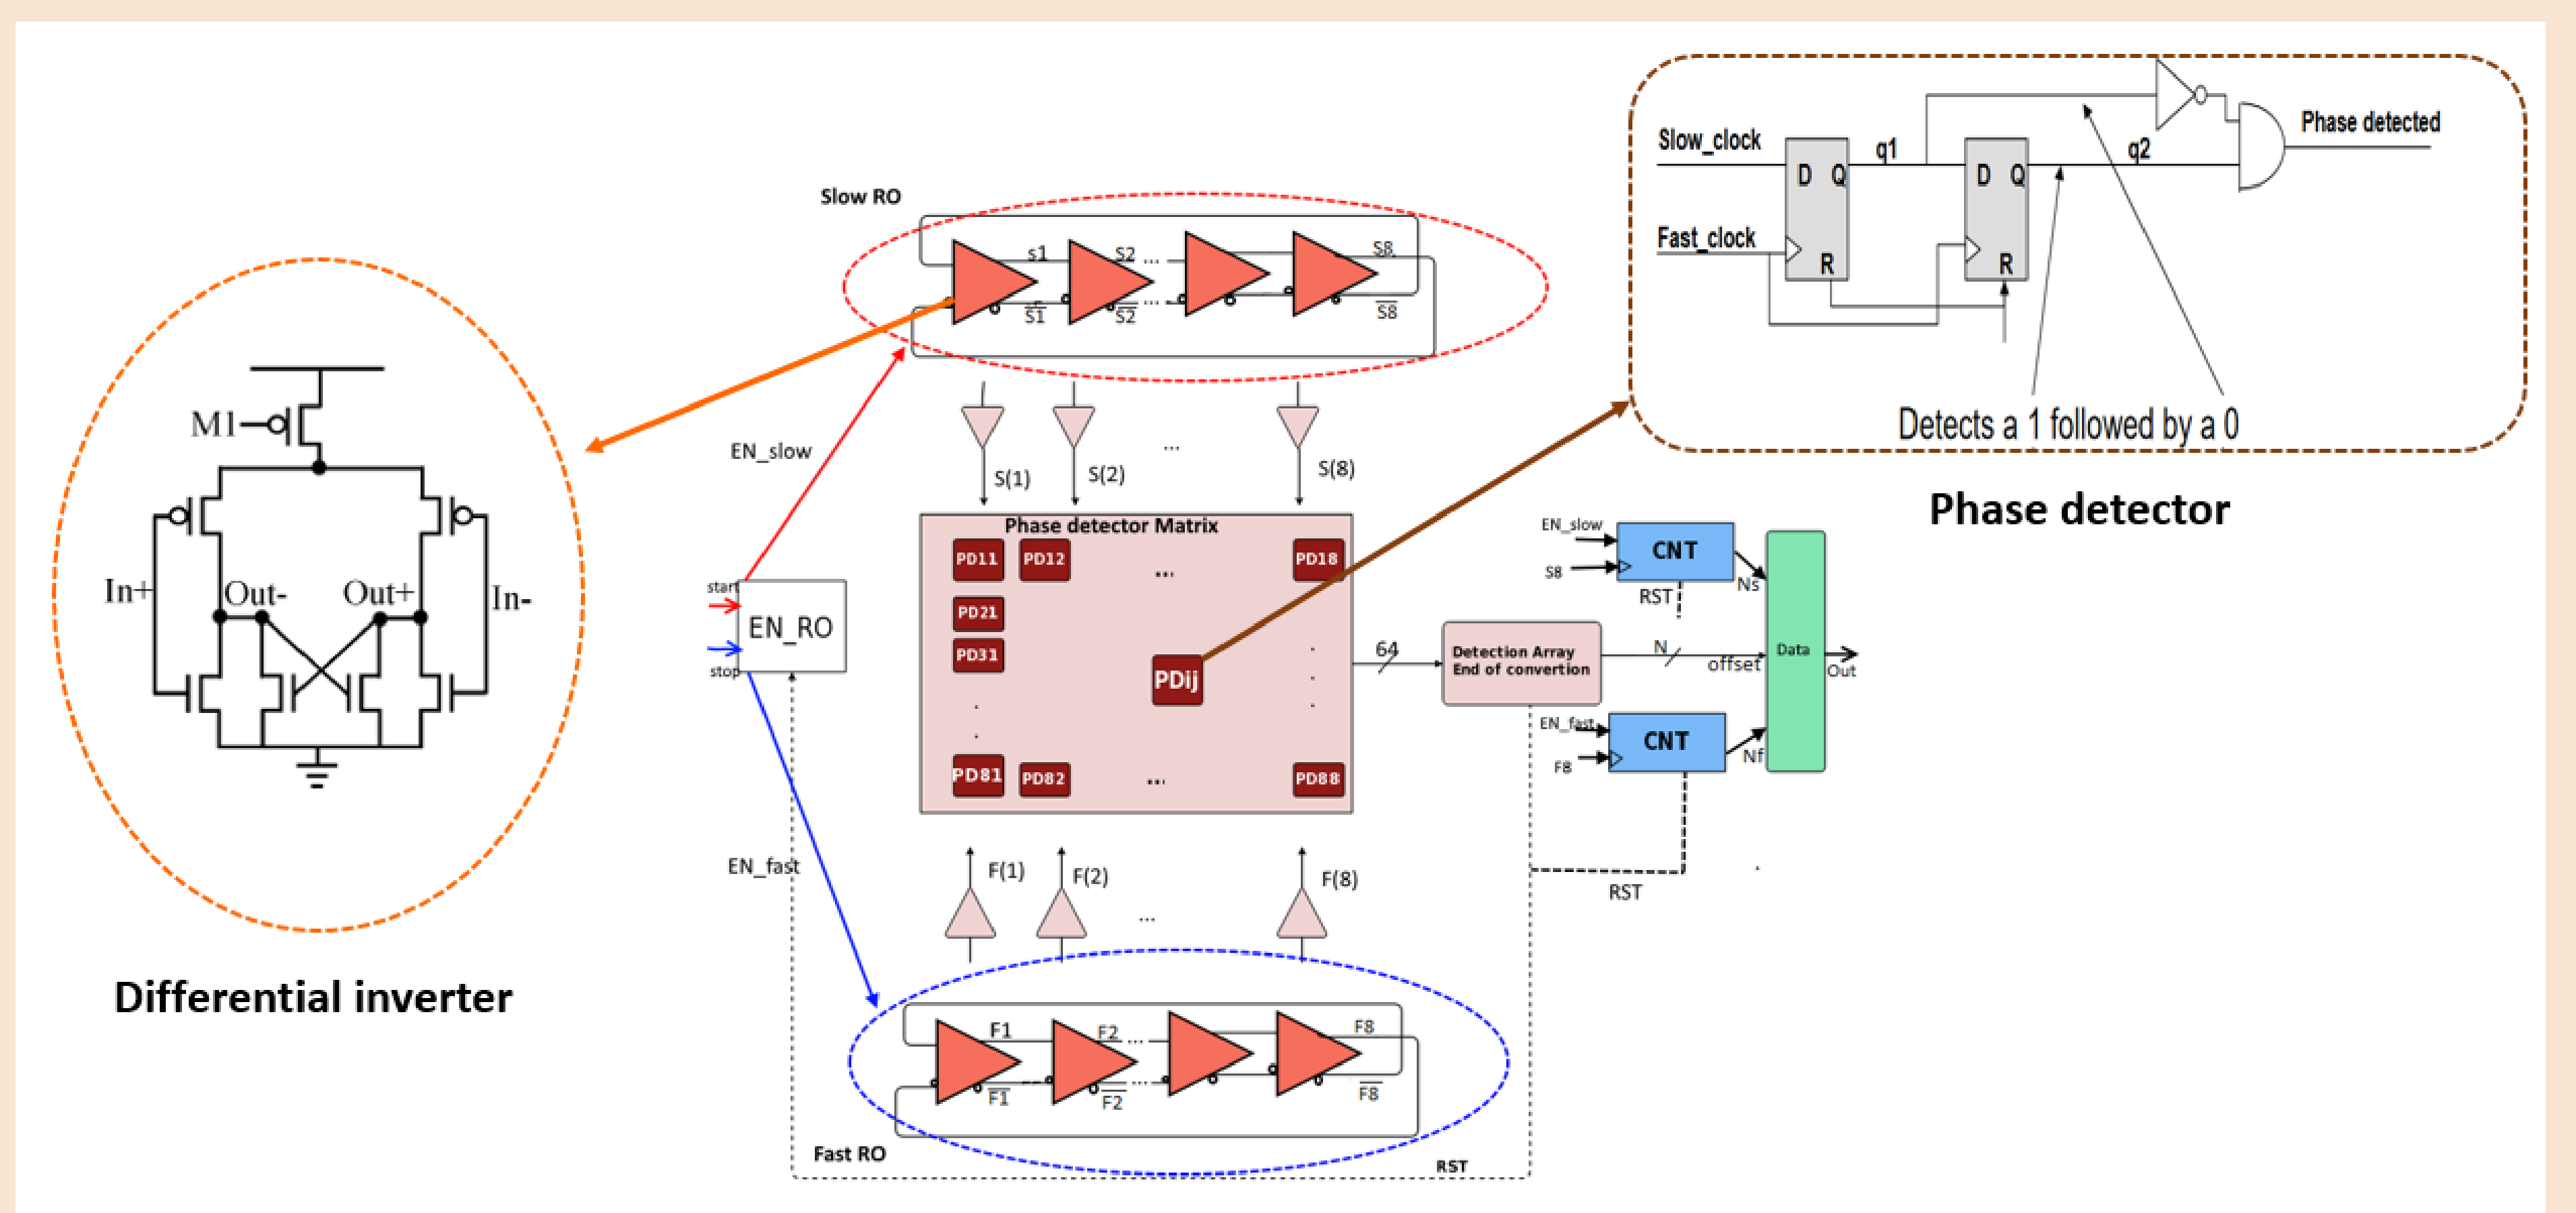 Slow_clock
Fast_clock
D Q
R
q1
D Q
R
q2
Phase detected
Detects a 1 followed by a 0
Phase detector
Slow RO
s1
S2
...
S8
S1
S2
...
S8
M1
In+
Out-
Out+
In-
Differential inverter
EN_slow
S(1)
S(2)
...
S(8)
start
stop
EN_RO
EN_fast
Phase detector Matrix
PD11
PD12
...
PD18
PD21
PD31
PDij
PD81
PD82
...
PD88
64
Detection Array
End of convertion
N
offset
EN_slow
S8
CNT
RST
Ns
EN_fast
F8
CNT
Nf
Data
Out
RST
F(1)
F(2)
...
F(8)
F1
F2
...
F8
F1
F2
...
F8
Fast RO
RST